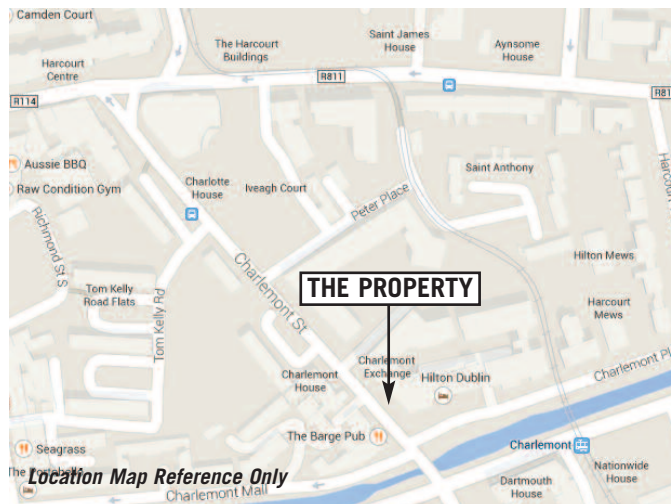 Camden Court
Saint James
House
The Harcourt
Buildings
Aynsome
House
Harcourt
Centre
R811
R114
R81
Aussie BBQ
Raw Condition Gym
Charlotte
House
Iveagh Court
Peter Place
Saint Anthony
Harcourt
Richmond St S
Charlemont St
Hilton Mews
THE PROPERTY
Tom Kelly
Road Flats
Tom Kelly Rd
Harcourt
Mews
Charlemont
House
Charlemont
Exchange
Hilton Dublin
Charlemont Pl
The Barge Pub
Seagrass
Charlemont
The Portobello
Location Map Reference Only
Nationwide
House
Dartmouth
House
Charlemont Mall